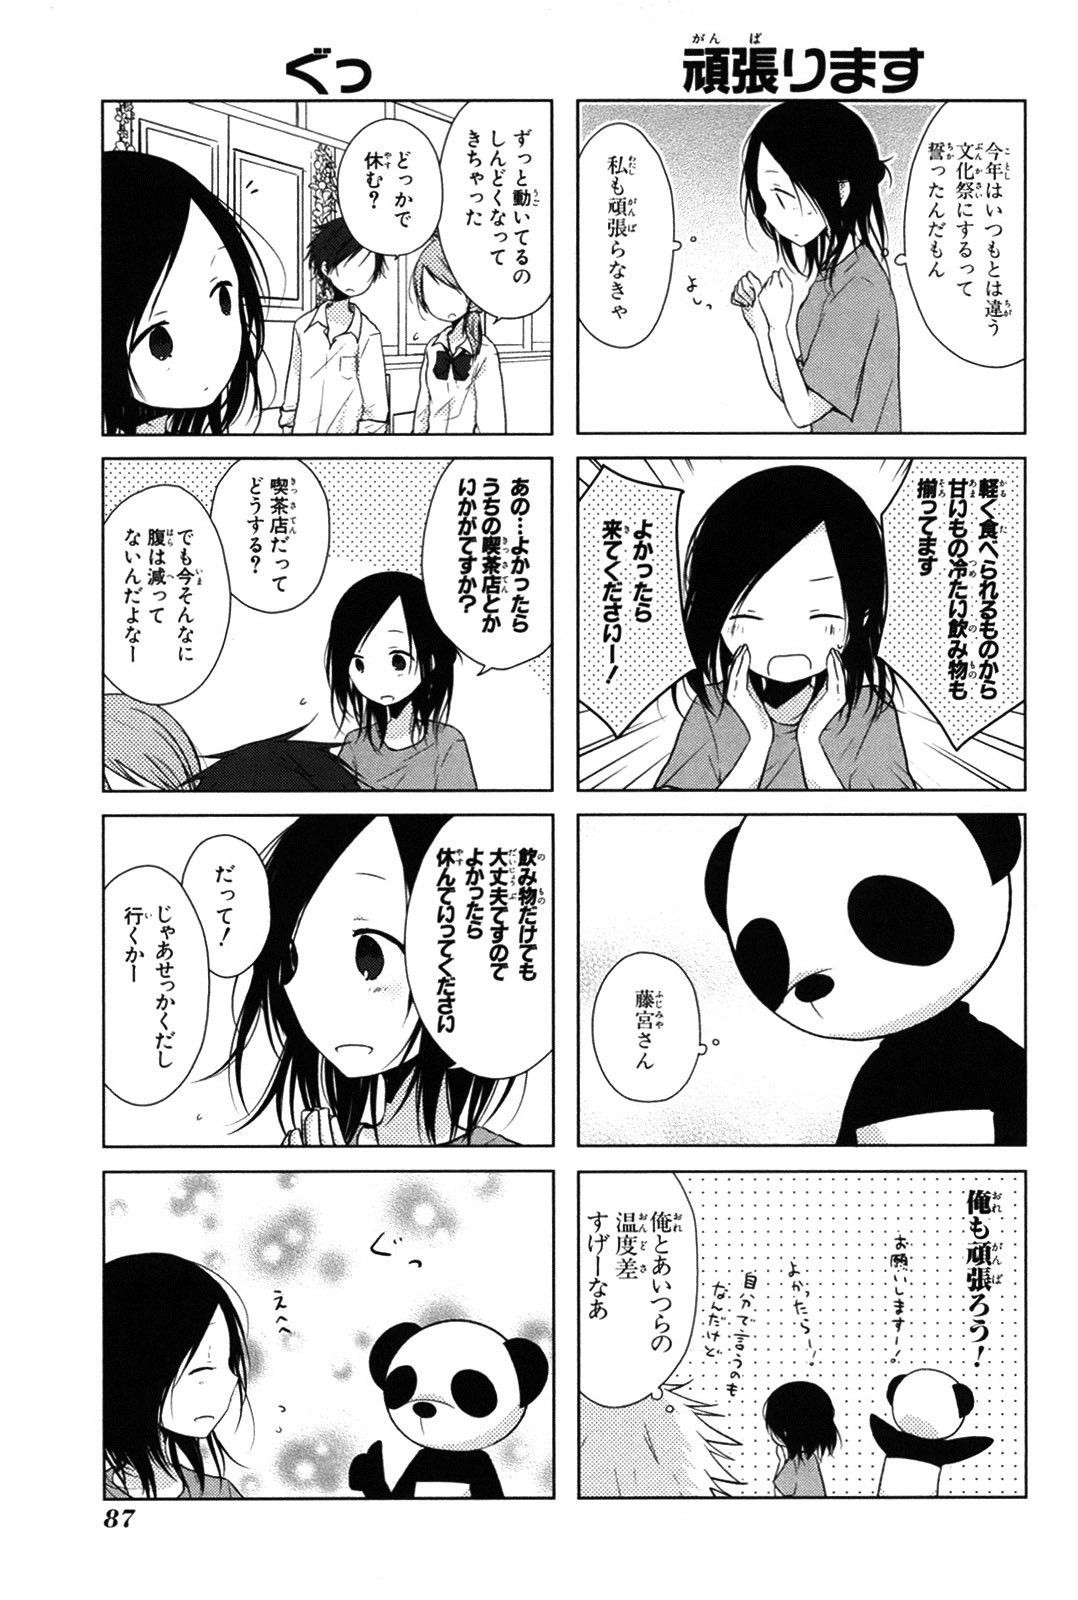 頑張ります
今年はいつもとは違う
文化祭にするって
誓ったんだもん
私も頑張らなきゃ
よいっ
軽く食べられるものから
甘いもの冷たい飲み物も
揃ってます
よかったら
来てくださいー！
藤宮さん
俺も頑張ろう！
お願いします！
よかったらー！
自分で言うのも
なんだけど
俺とあいつらの
温度差
すげーなあ
ぐっ
ずっと動いてるの
しんどくなって
きちゃった
どっかで
休む？
あの…よかったら
うちの喫茶店とか
いかがですか？
喫茶店だって
どうする？
でも今そんなに
腹は減って
ないんだよなー
飲み物だけでも
大丈夫ですので
よかったら
休んでいってください
だって！
じゃあせっかくだし
行くかー
ぐっ
えへへ
87